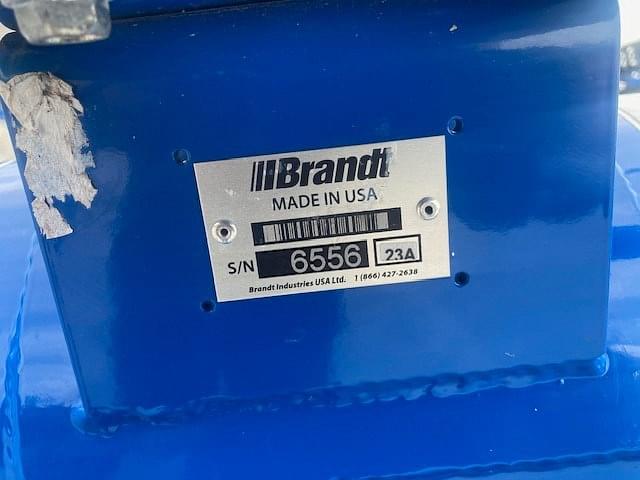 Brandt
MADE IN USA
S/N 6556 23A
Brandt Industries USA Ltd. 1 (866) 427-2638